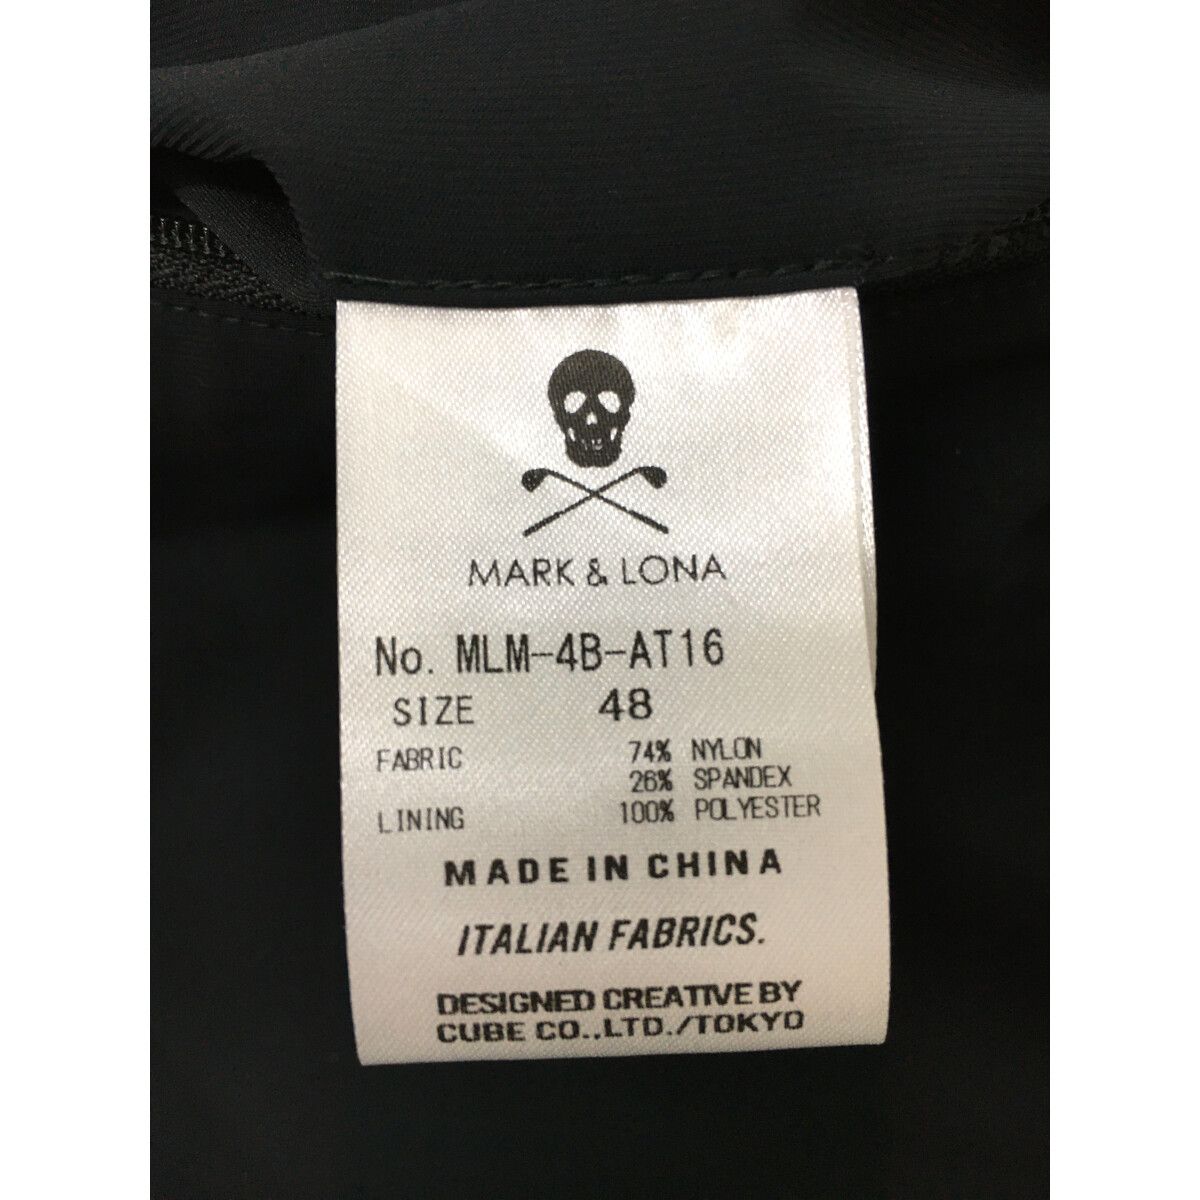 MARK & LONA
No. MLM-4B-AT16
SIZE 48
FABRIC 74% NYLON
26% SPANDEX
LINING 100% POLYESTER
MADE IN CHINA
ITALIAN FABRICS.
DESIGNED CREATIVE BY
CUBE CO.,LTD./TOKYO